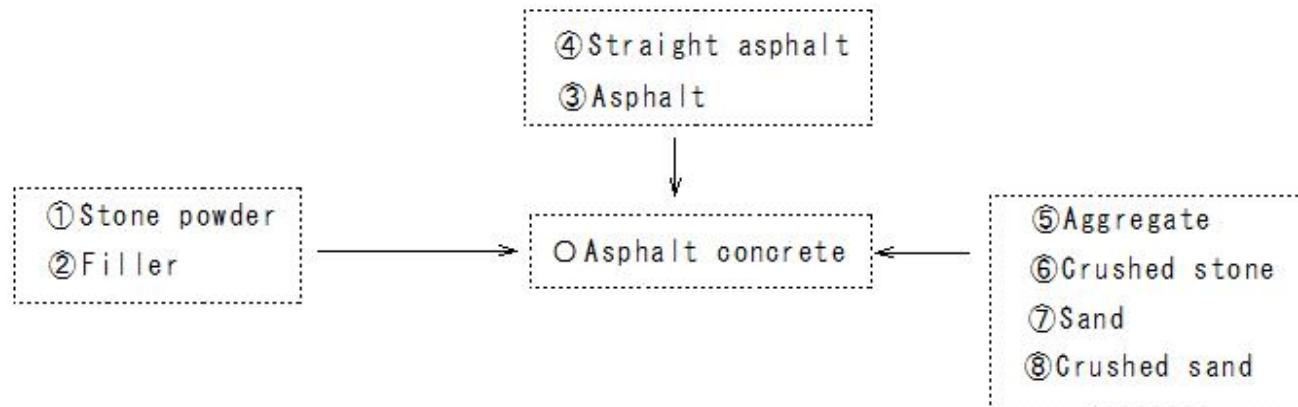 ④Straight asphalt
③Asphalt
①Stone powder
②Filler
○Asphalt concrete
⑤Aggregate
⑥Crushed stone
⑦Sand
⑧Crushed sand